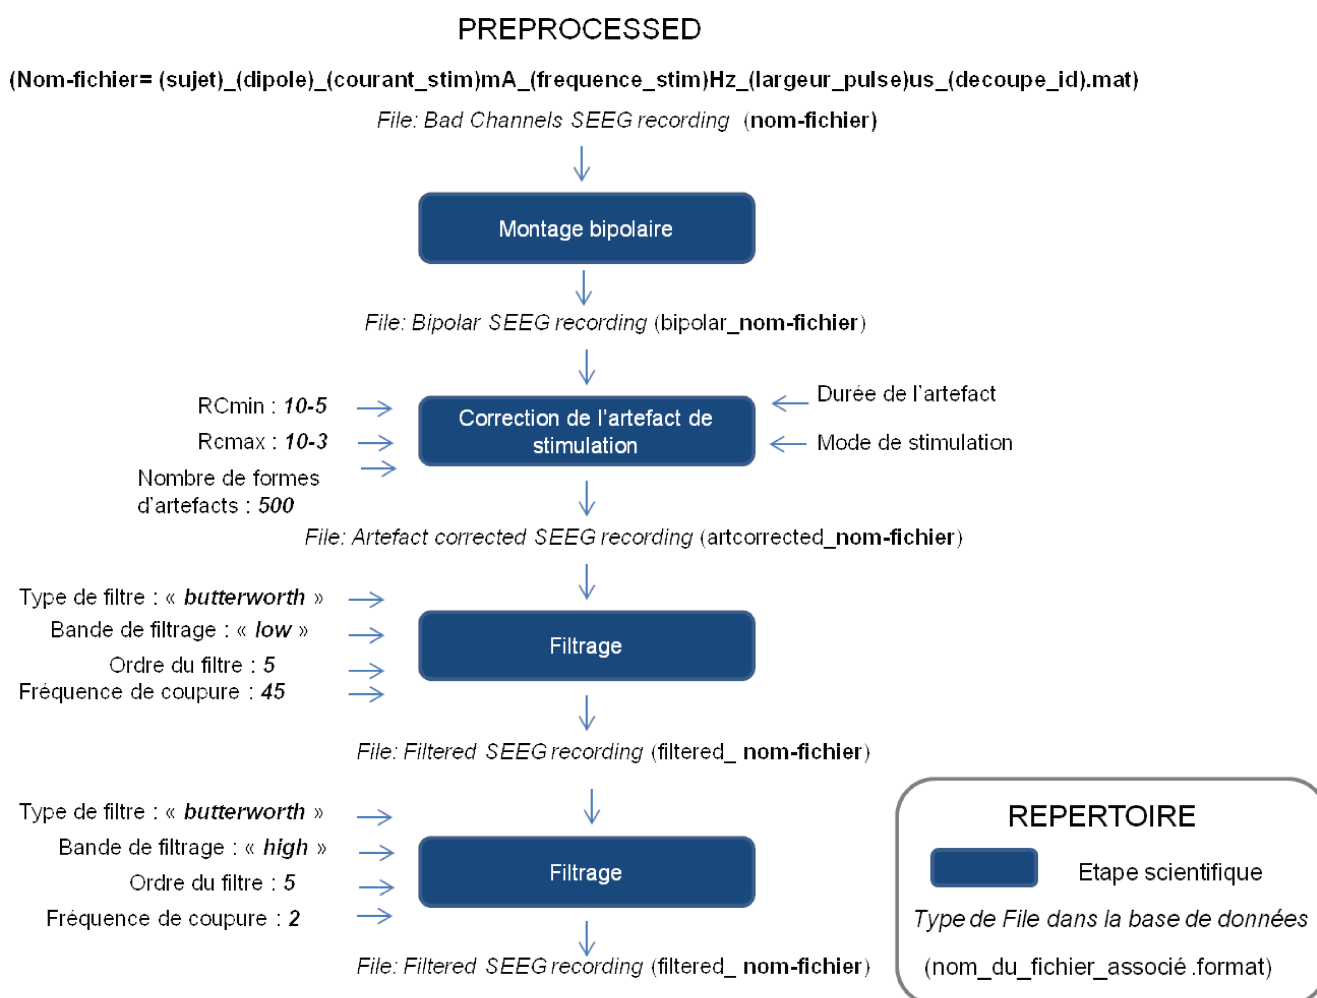 PREPROCESSED
(Nom-fichier= (sujet)_(dipole)_(courant_stim)mA_(frequence_stim)Hz_(largeur_pulse)us_(decoupe_id).mat)
File: Bad Channels SEEG recording (nom-fichier)
Montage bipolaire
File: Bipolar SEEG recording (bipolar_nom-fichier)
RCmin : 10-5
Rcmax : 10-3
Nombre de formes
d'artefacts : 500
Correction de l'artefact de
stimulation
Durée de l'artefact
Mode de stimulation
File: Artefact corrected SEEG recording (artcorrected_nom-fichier)
Type de filtre : « butterworth »
Bande de filtrage : « low »
Ordre du filtre : 5
Fréquence de coupure : 45
Filtrage
File: Filtered SEEG recording (filtered_ nom-fichier)
Type de filtre : « butterworth »
Bande de filtrage : « high »
Ordre du filtre : 5
Fréquence de coupure : 2
Filtrage
File: Filtered SEEG recording (filtered_ nom-fichier)
REPERTOIRE
Etape scientifique
Type de File dans la base de données
(nom_du_fichier_associé .format)